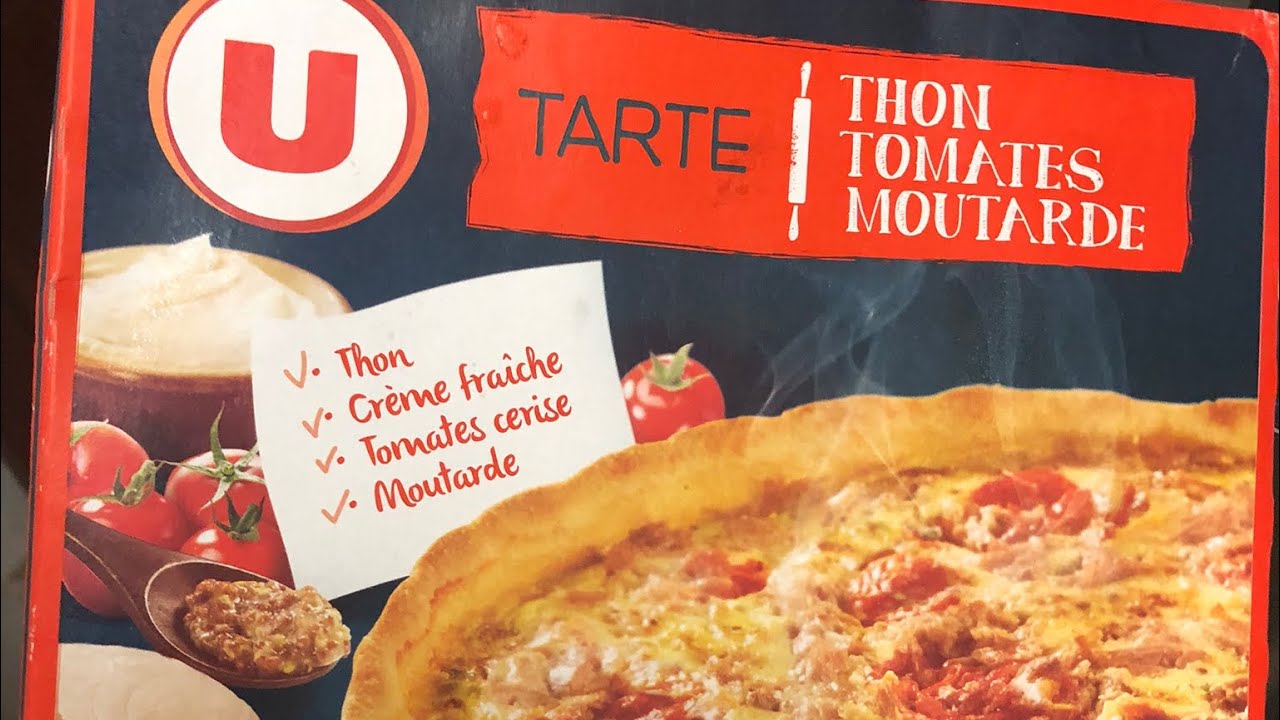 U
TARTE
THON
TOMATES
MOUTARDE
Thon
Crème fraîche
Tomates cerise
Moutarde